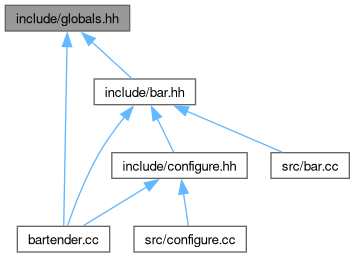 include/globals.hh
include/bar.hh
include/configure.hh
src/bar.cc
bartender.cc
src/configure.cc